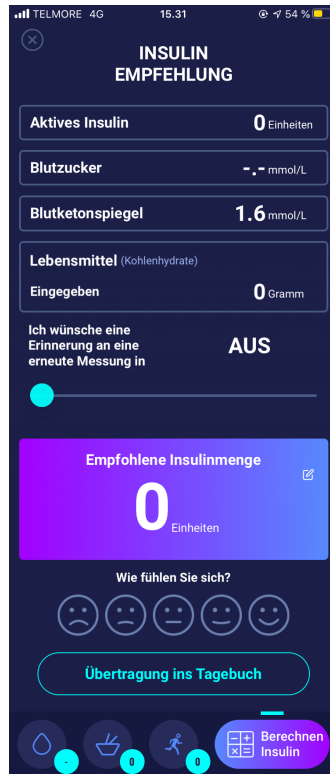 TELMORE 4G 15.31 54 %
INSULIN
EMPFEHLUNG
Aktives Insulin 0 Einheiten
Blutzucker -.- mmol/L
Blutketonspiegel 1.6 mmol/L
Lebensmittel (Kohlenhydrate)
Eingegeben 0 Gramm
Ich wünsche eine
Erinnerung an eine
erneute Messung in
AUS
Empfohlene Insulinmenge
0 Einheiten
Wie fühlen Sie sich?
Übertragung ins Tagebuch
- 0 0
Berechnen
Insulin